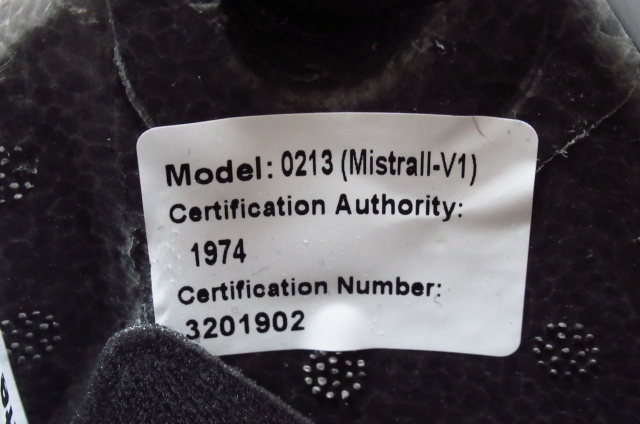 Model: 0213 (Mistrall-V1)
Certification Authority:
1974
Certification Number:
3201902